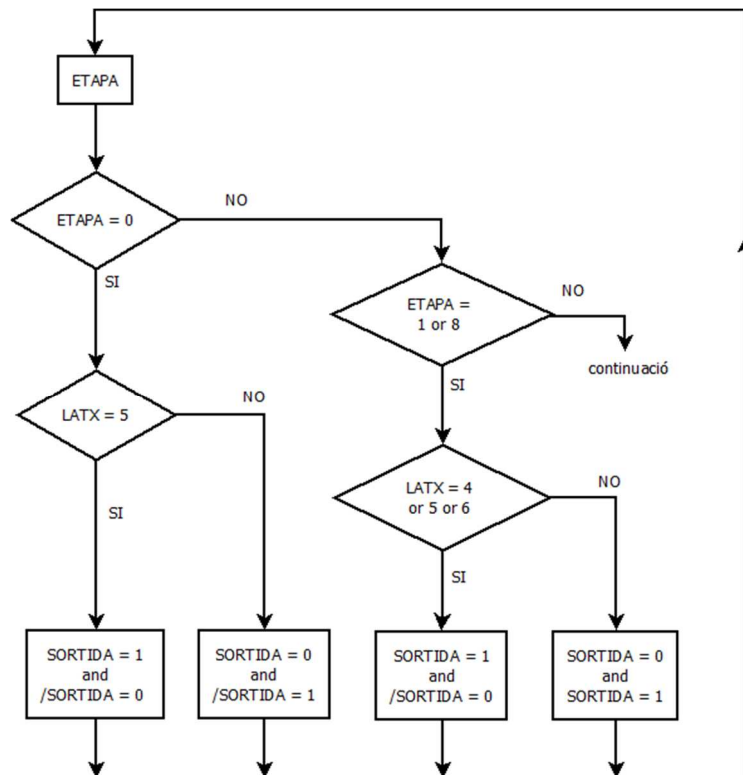 ETAPA
ETAPA = 0
NO
SI
ETAPA =
1 or 8
NO
continuació
SI
LATX = 5
NO
SI
LATX = 4
or 5 or 6
NO
SI
SORTIDA = 1
and
/SORTIDA = 0
SORTIDA = 0
and
/SORTIDA = 1
SORTIDA = 1
and
/SORTIDA = 0
SORTIDA = 0
and
SORTIDA = 1